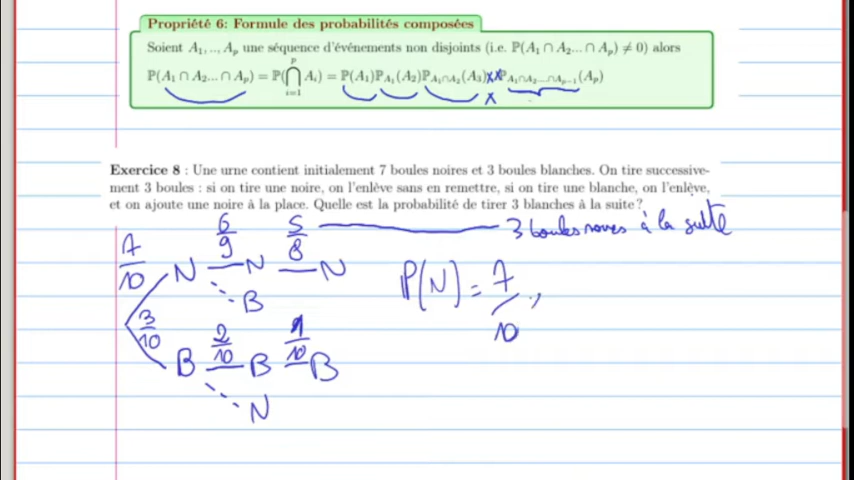 Propriété 6: Formule des probabilités composées
Soient A₁, .., Aₚ une séquence d'événements non disjoints (i.e. ℙ(A₁ ∩ A₂... ∩ Aₚ) ≠ 0) alors
ℙ(A₁ ∩ A₂... ∩ Aₚ) = ℙ(⋂ᵢ₌₁ᵖ Aᵢ) = ℙ(A₁)ℙ_A₁(A₂)ℙ_A₁∩A₂(A₃)××ℙ_A₁∩A₂...∩Aₚ₋₁(Aₚ)
×
Exercice 8 : Une urne contient initialement 7 boules noires et 3 boules blanches. On tire successive-
ment 3 boules : si on tire une noire, on l'enlève sans en remettre, si on tire une blanche, on l'enlève,
et on ajoute une noire à la place. Quelle est la probabilité de tirer 3 blanches à la suite ?
7/10 N 6/9 N 5/8 N 3 boules noires à la suite
B
ℙ(N) = 7/10 ,
3/10 B 2/10 B 1/10 B
N